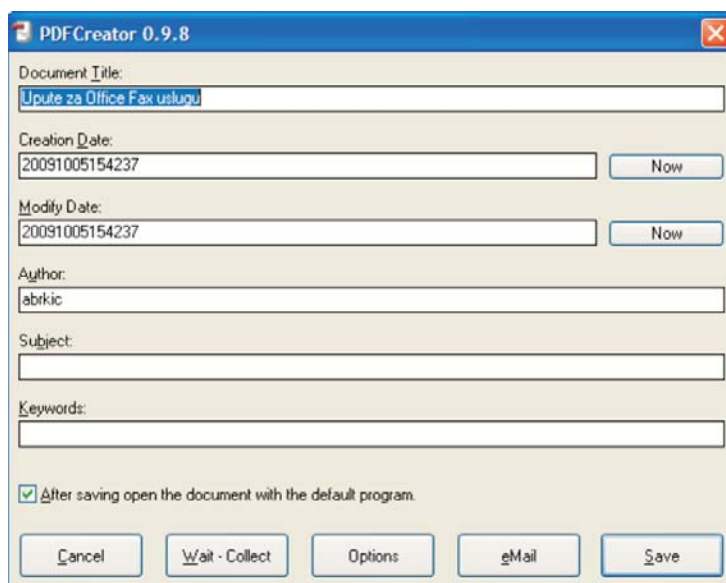 PDFCreator 0.9.8
Document Title:
Upute za Office Fax uslugu
Creation Date:
20091005154237
Now
Modify Date:
20091005154237
Now
Author:
abrkic
Subject:
Keywords:
After saving open the document with the default program.
Cancel
Wait - Collect
Options
eMail
Save